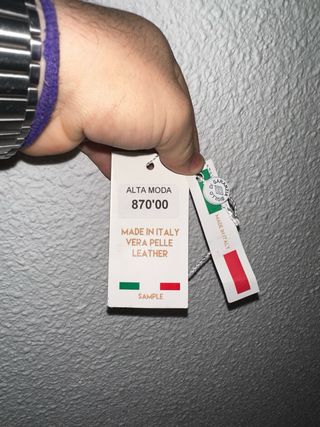 ALTA MODA
870'00
MADE IN ITALY
VERA PELLE
LEATHER
SAMPLE
MADE IN ITALY